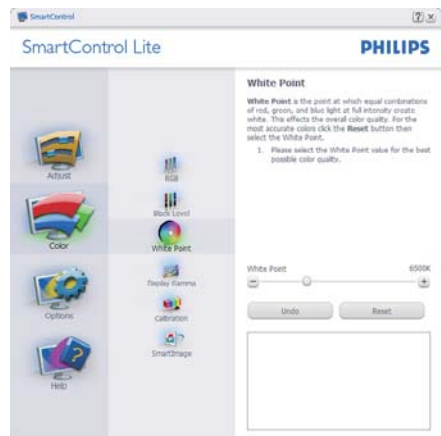 SmartControl
SmartControl Lite
PHILIPS
Adjust
Color
Options
Help
RGB
Black Level
White Point
Display Gamma
Calibration
SmartImage
White Point
White Point is the point at which equal combinations
of red, green, and blue light at full intensity create
white. This effects the overall color quality. For the
most accurate colors click the Reset button then
select the White Point.
1. Please select the White Point value for the best
possible color quality.
White Point 6500K
Undo Reset